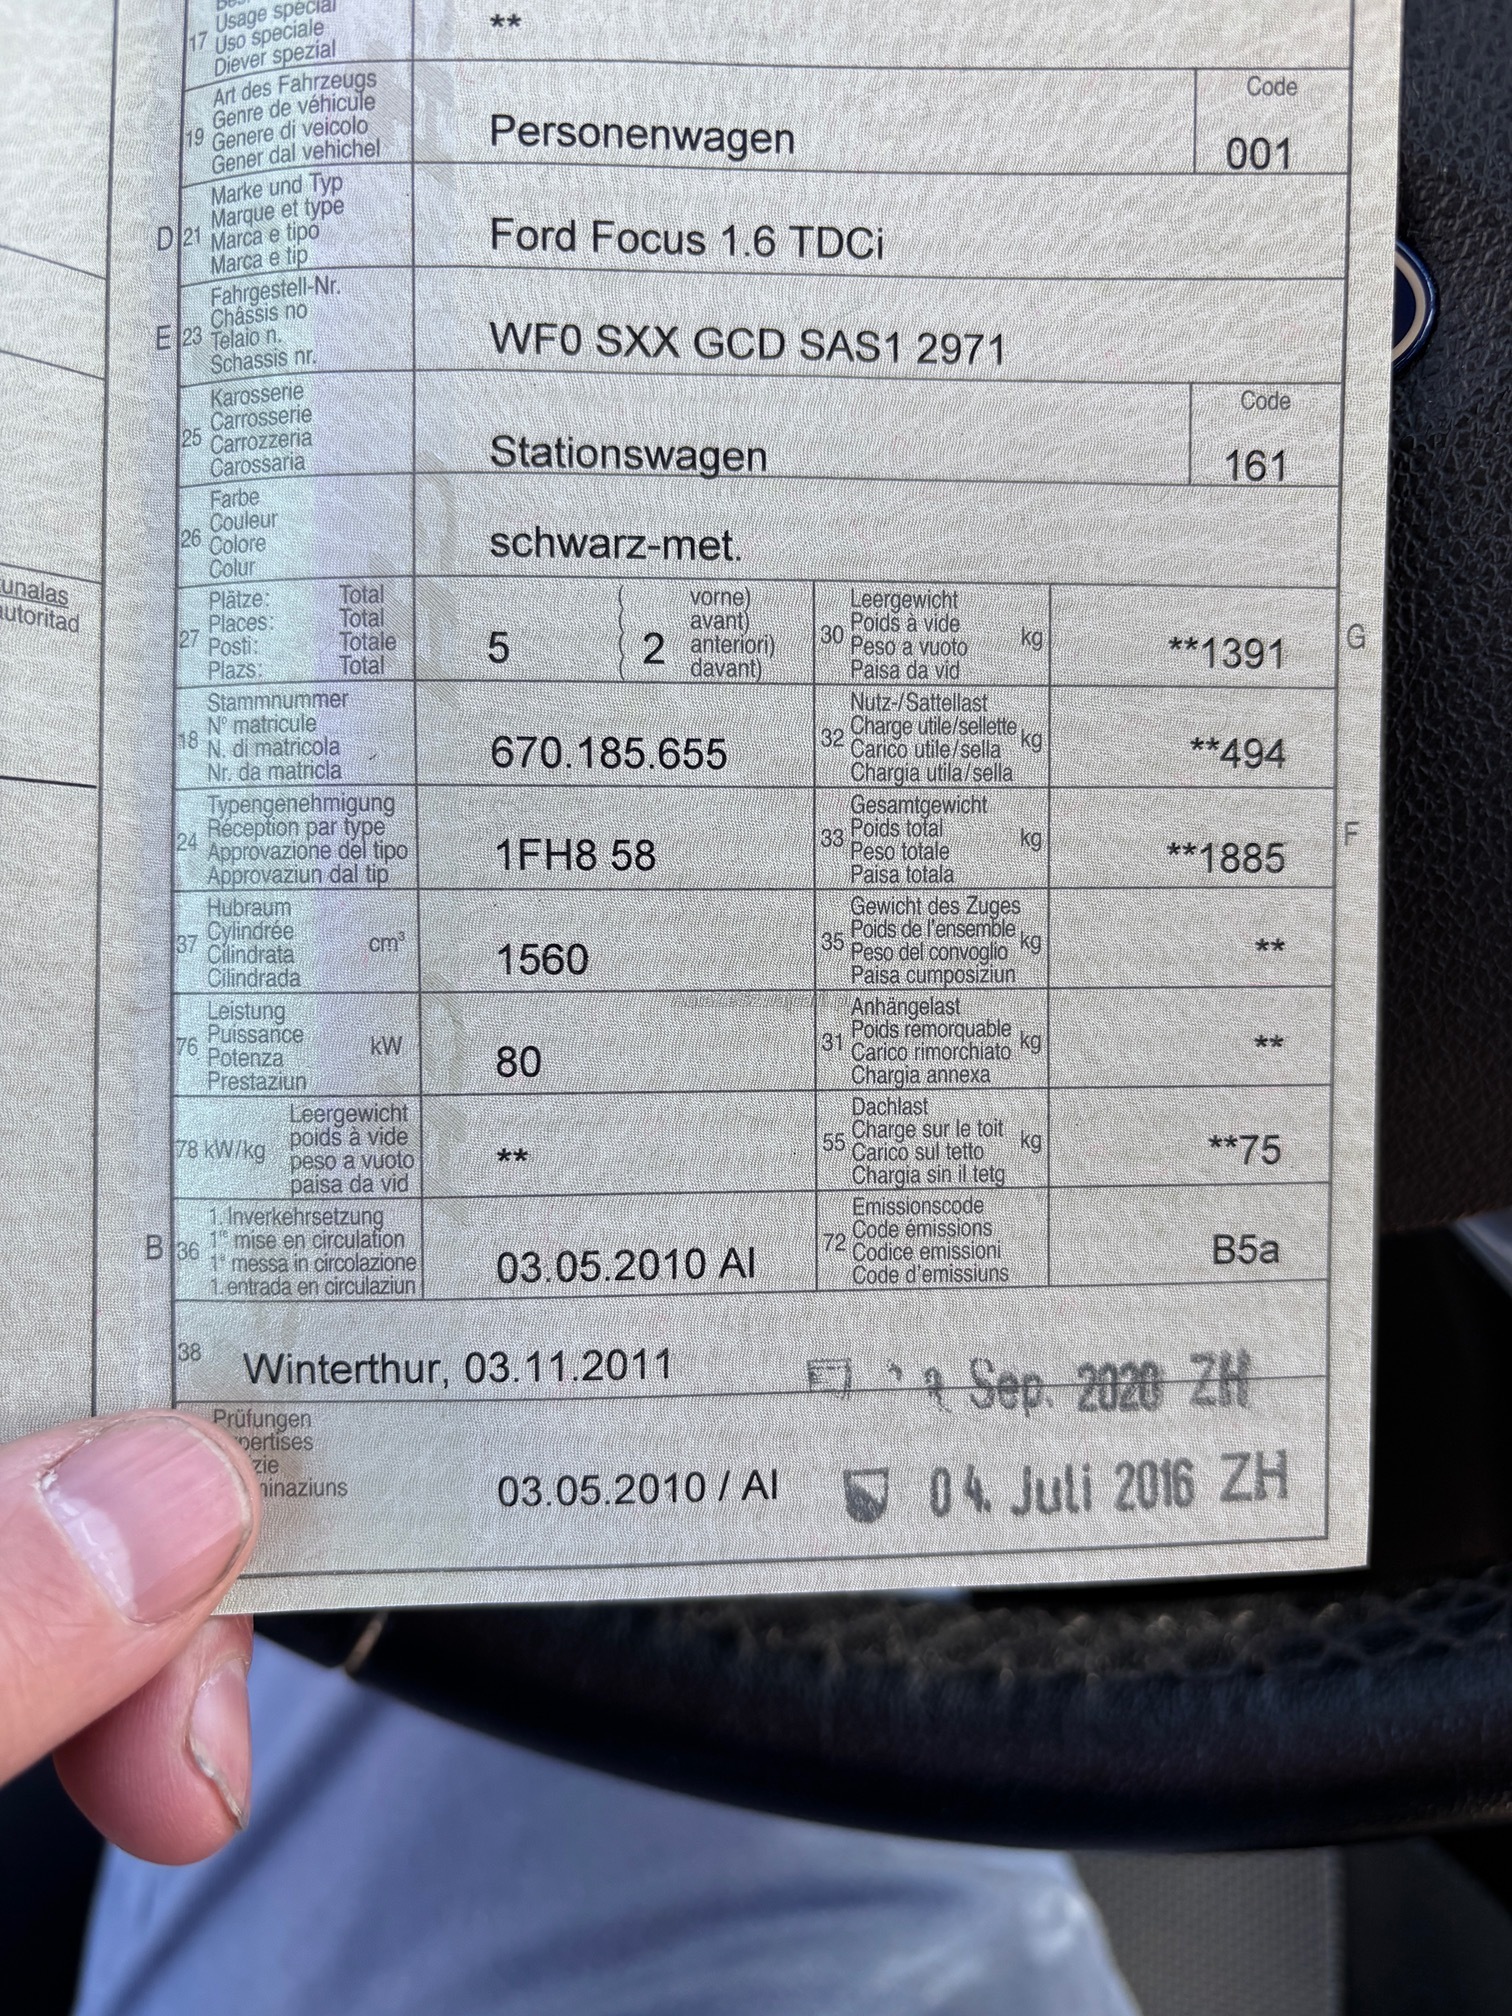 Usage spécial
17 Uso speciale **
Diever spezial
Art des Fahrzeugs Code
Genre de véhicule
19 Genere di veicolo Personenwagen 001
Gener dal vehichel
Marke und Typ
Marque et type
D 21 Marca e tipo Ford Focus 1.6 TDCi
Marca e tip
Fahrgestell-Nr.
Châssis no
E 23 Telaio n. WF0 SXX GCD SAS1 2971
Schassis nr.
Karosserie Code
Carrosserie
25 Carrozzeria Stationswagen 161
Carossaria
Farbe
Couleur
26 Colore schwarz-met.
Colur
Plätze: Total
Places: Total
27 Posti: Totale
Plazs: Total
5 ( 2 vorne)
avant)
anteriori)
davant)
Leergewicht
Poids à vide
30 Peso a vuoto kg **1391 G
Paisa da vid
Stammnummer
N° matricule
18 N. di matricola 670.185.655
Nr. da matricla
Nutz-/Sattellast
Charge utile/sellette
32 Carico utile/sella kg **494
Chargia utila/sella
Typengenehmigung
Réception par type
24 Approvazione del tipo 1FH8 58
Approvaziun dal tip
Gesamtgewicht
33 Poids total kg **1885 F
Peso totale
Paisa totala
Hubraum
Cylindrée
37 Cilindrata cm³ 1560
Cilindrada
Gewicht des Zuges
Poids de l'ensemble
35 Peso del convoglio kg **
Paisa cumposiziun
Leistung
Puissance
76 Potenza kW 80
Prestaziun
Anhängelast
Poids remorquable
31 Carico rimorchiato kg **
Chargia annexa
Leergewicht
poids à vide
78 kW/kg peso a vuoto **
paisa da vid
Dachlast
Charge sur le toit
55 Carico sul tetto kg **75
Chargia sin il tetg
1. Inverkehrsetzung
1re mise en circulation
B 36 1a messa in circolazione 03.05.2010 AI
1. entrada en circulaziun
Emissionscode
Code émissions
72 Codice emissioni B5a
Code d'emissiuns
38 Winterthur, 03.11.2011 Sep. 2020 ZH
Prüfungen
pertises
zie
ninaziuns
03.05.2010 / AI 04. Juli 2016 ZH
unalas
autoritad